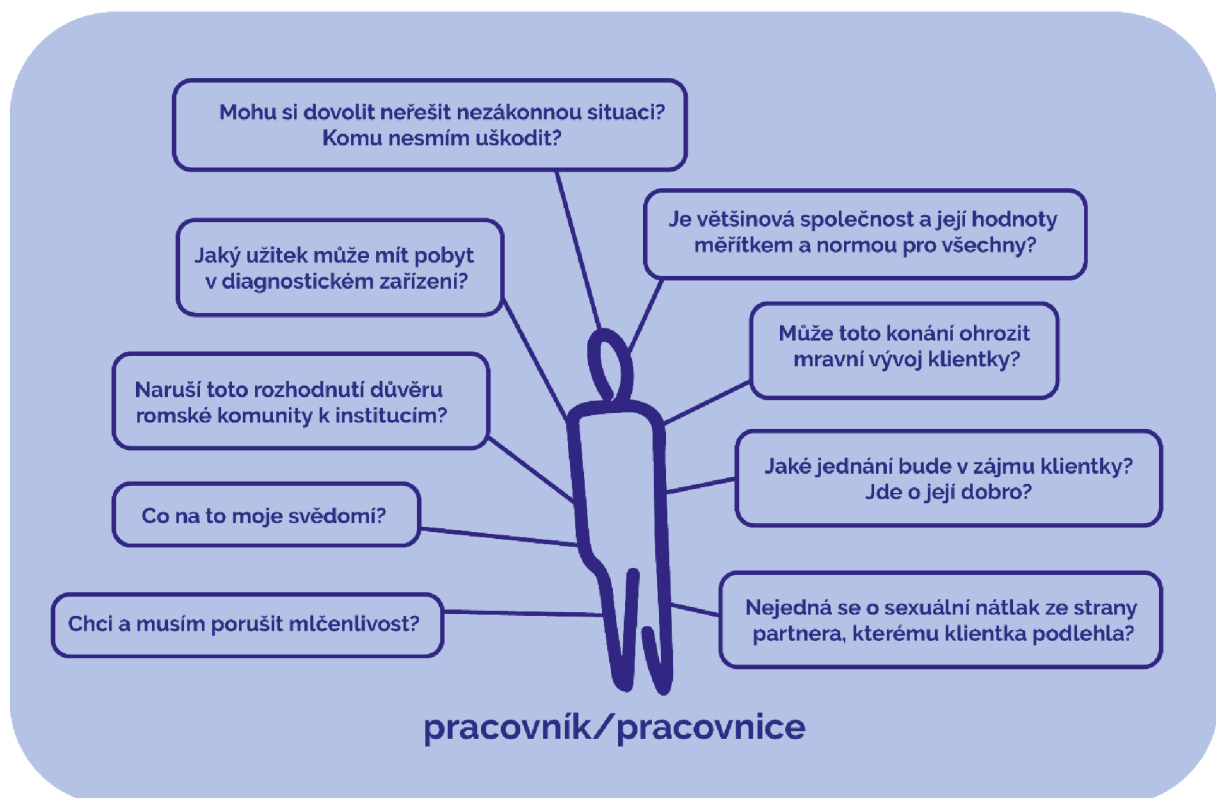 Mohu si dovolit neřešit nezákonnou situaci?
Komu nesmím uškodit?
Je většinová společnost a její hodnoty
měřítkem a normou pro všechny?
Jaký užitek může mít pobyt
v diagnostickém zařízení?
Může toto konání ohrozit
mravní vývoj klientky?
Naruší toto rozhodnutí důvěru
romské komunity k institucím?
Jaké jednání bude v zájmu klientky?
Jde o její dobro?
Co na to moje svědomí?
Chci a musím porušit mlčenlivost?
Nejedná se o sexuální nátlak ze strany
partnera, kterému klientka podlehla?
pracovník/pracovnice